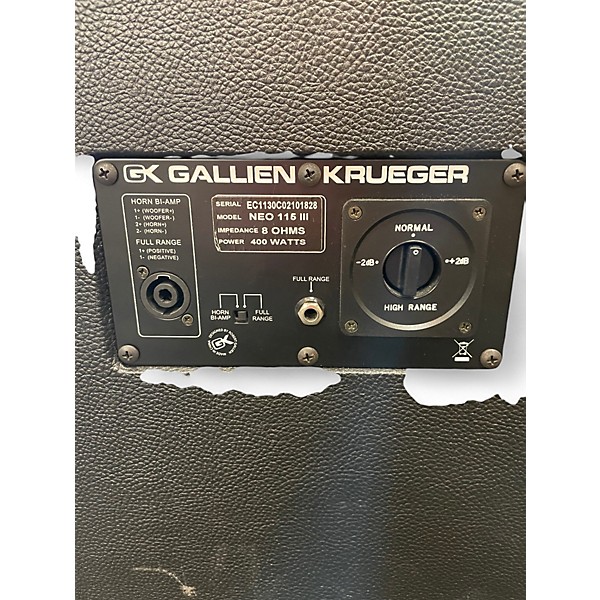 GK GALLIEN KRUEGER
HORN BI-AMP
1+ (WOOFER+)
1- (WOOFER-)
2+ (HORN+)
2- (HORN-)
FULL RANGE
1+ (POSITIVE)
1- (NEGATIVE)
SERIAL EC1130C02101828
MODEL NEO 115 III
IMPEDANCE 8 OHMS
POWER 400 WATTS
HORN BI-AMP
FULL RANGE
FULL RANGE
NORMAL
-2dB
+2dB
HIGH RANGE
GK